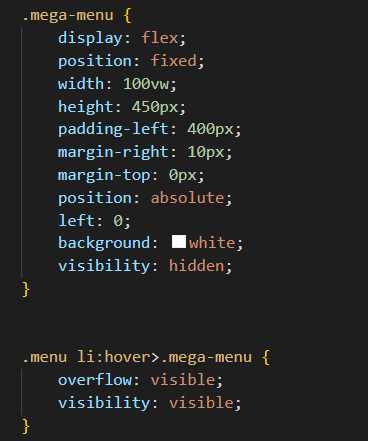 .mega-menu {
    display: flex;
    position: fixed;
    width: 100vw;
    height: 450px;
    padding-left: 400px;
    margin-right: 10px;
    margin-top: 0px;
    position: absolute;
    left: 0;
    background: white;
    visibility: hidden;
}
.menu li:hover>.mega-menu {
    overflow: visible;
    visibility: visible;
}